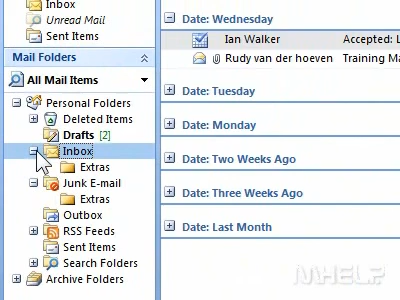 Inbox
Unread Mail
Sent Items
Mail Folders
All Mail Items
Personal Folders
Deleted Items
Drafts [2]
Inbox
Extras
Junk E-mail
Extras
Outbox
RSS Feeds
Sent Items
Search Folders
Archive Folders
Date: Wednesday
Ian Walker Accepted: L
Rudy van der hoeven Training Ma
Date: Tuesday
Date: Monday
Date: Two Weeks Ago
Date: Three Weeks Ago
Date: Last Month
MHELP